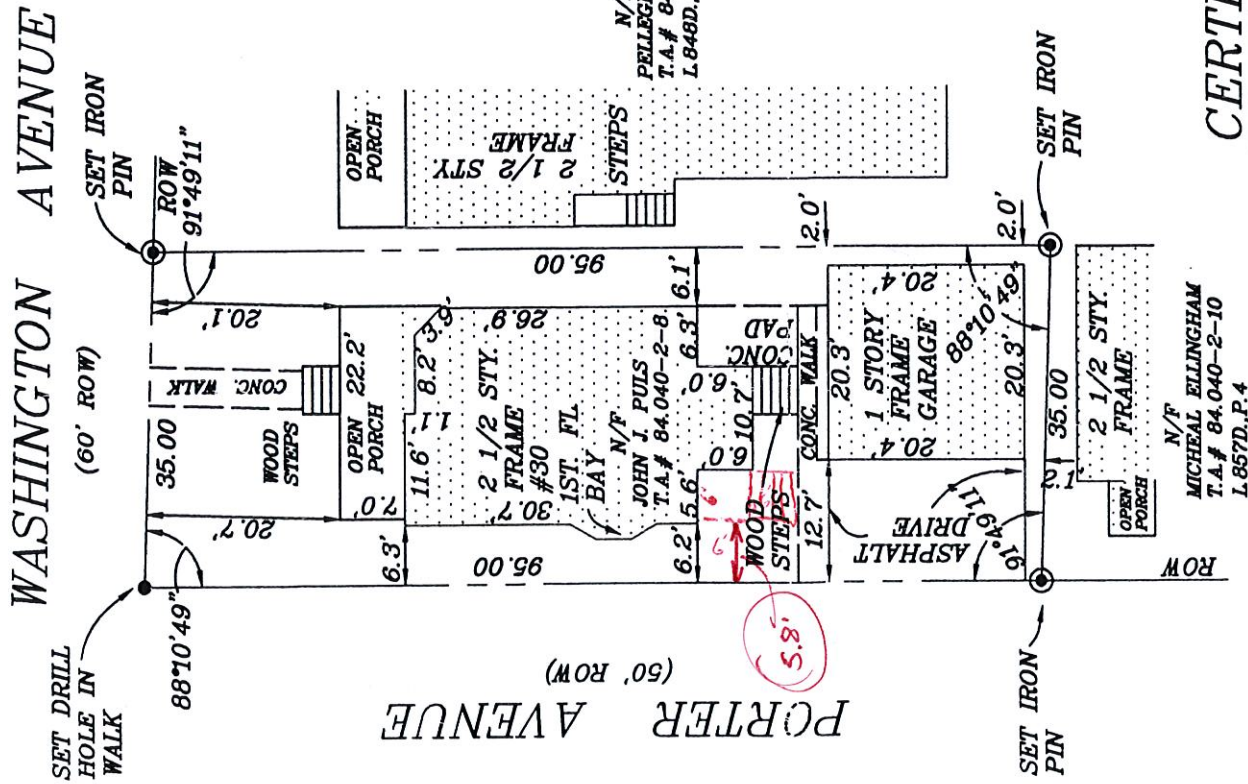 WASHINGTON AVENUE
(60' ROW)
SET DRILL
HOLE IN
WALK
SET IRON
PIN
ROW
91°49'11"
88°10'49"
35.00
CONC.
WALK
20.1'
20.7'
WOOD
STEPS
OPEN
PORCH
22.2'
7.0'
11.6'
1.1'
8.2'
3.9'
6.3'
2 1/2 STY.
FRAME
#30
1ST. FL
BAY
30.7'
26.9'
95.00
95.00
N/F
JOHN J. PULS
T.A.# 84.040-2-8
OPEN
PORCH
2 1/2 STY
FRAME
STEPS
N/
PELLEG
T.A.# 84
L.848D.
6.1'
6.3'
CONC.
PAD
6.0'
10.7'
6.0'
5.6'
6.2'
6'
9'
5.8'
WOOD
STEPS
CONC. WALK
12.7'
20.3'
2.0'
2.0'
20.4'
20.4'
1 STORY
FRAME
GARAGE
20.3'
ASPHALT
DRIVE
88°10'49"
91°49'11
35.00
2.1'
SET IRON
PIN
SET IRON
PIN
2 1/2 STY.
FRAME
OPEN
PORCH
ROW
N/F
MICHEAL ELLINGHAM
T.A.# 84.040-2-10
L.857D.P.4
PORTER AVENUE
(50' ROW)
CERTI